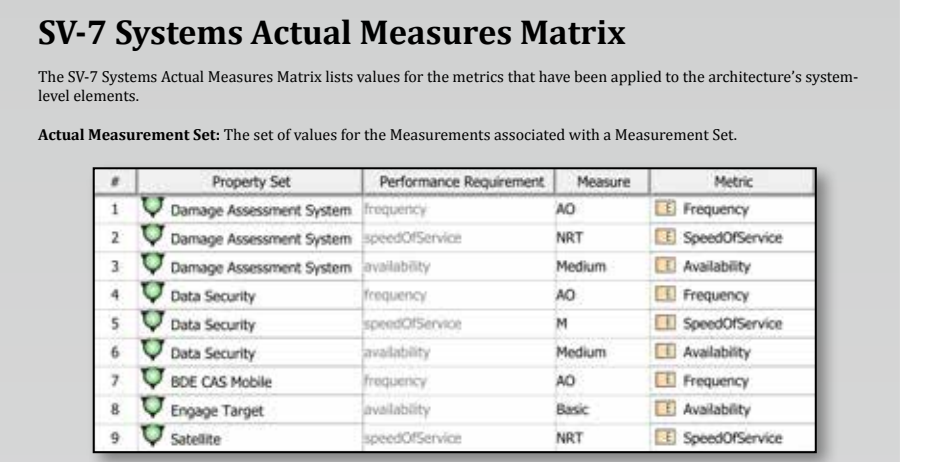 SV-7 Systems Actual Measures Matrix
The SV-7 Systems Actual Measures Matrix lists values for the metrics that have been applied to the architecture's system-
level elements.
Actual Measurement Set: The set of values for the Measurements associated with a Measurement Set.
# Property Set Performance Requirement Measure Metric
1 Damage Assessment System frequency AO E Frequency
2 Damage Assessment System speedOfService NRT E SpeedOfService
3 Damage Assessment System availability Medium E Availability
4 Data Security frequency AO E Frequency
5 Data Security speedOfService M E SpeedOfService
6 Data Security availability Medium E Availability
7 BDE CAS Mobile frequency AO E Frequency
8 Engage Target availability Basic E Availability
9 Satellite speedOfService NRT E SpeedOfService